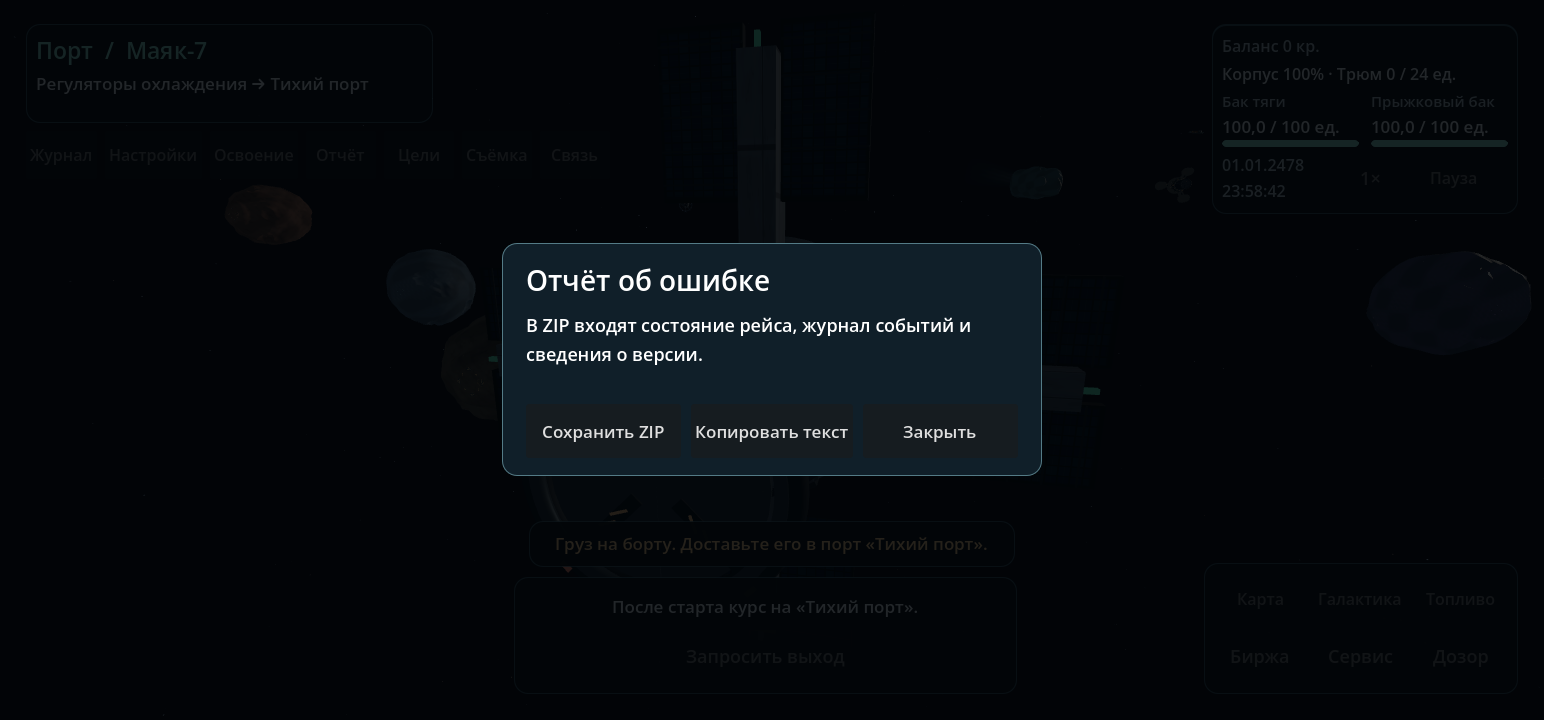 Порт / Маяк-7
Регуляторы охлаждения → Тихий порт
Журнал Настройки Освоение Отчёт Цели Съёмка Связь
Баланс 0 кр.
Корпус 100% · Трюм 0 / 24 ед.
Бак тяги Прыжковый бак
100,0 / 100 ед. 100,0 / 100 ед.
01.01.2478
23:58:42
1× Пауза
Отчёт об ошибке
В ZIP входят состояние рейса, журнал событий и
сведения о версии.
Сохранить ZIP Копировать текст Закрыть
Груз на борту. Доставьте его в порт «Тихий порт».
После старта курс на «Тихий порт».
Запросить выход
Карта Галактика Топливо
Биржа Сервис Дозор